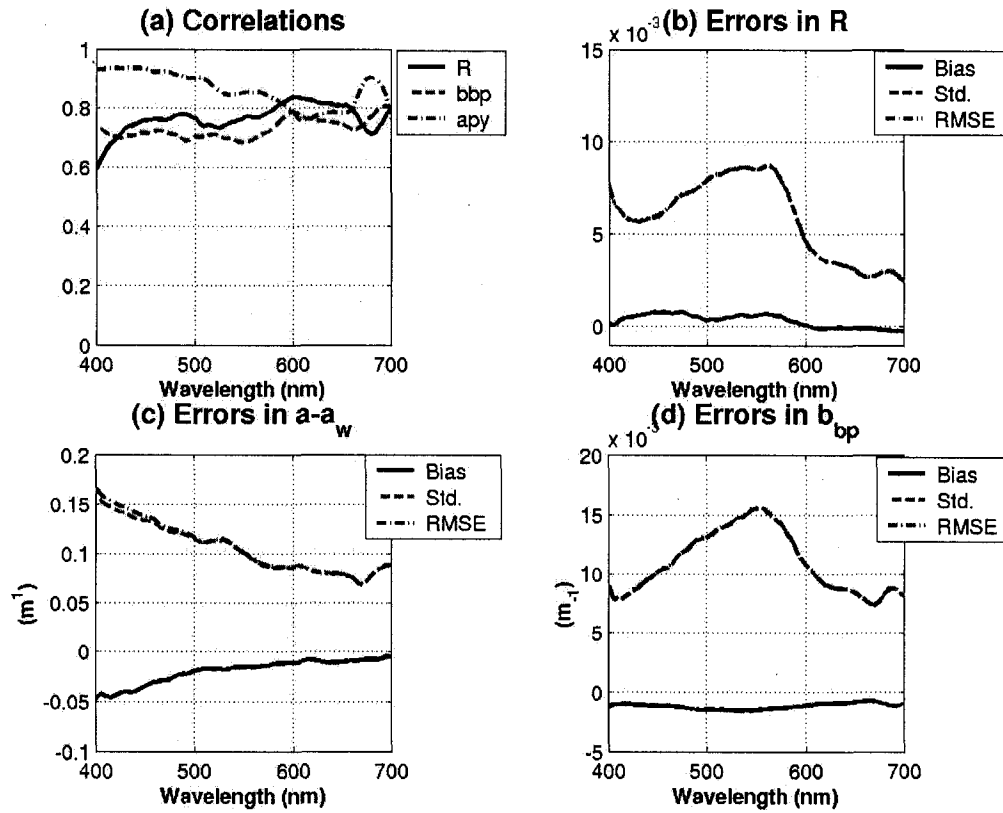 (a) Correlations
1
0.8
0.6
0.4
0.2
0
400 500 600 700
Wavelength (nm)
R
bbp
apy
x 10^-3
(b) Errors in R
15
10
5
0
400 500 600 700
Wavelength (nm)
Bias
Std.
RMSE
(c) Errors in a-a_w
0.2
0.15
0.1
0.05
0
-0.05
-0.1
(m^1)
400 500 600 700
Wavelength (nm)
Bias
Std.
RMSE
(d) Errors in b_bp
x 10^-3
20
15
10
5
0
-5
(m_-1)
400 500 600 700
Wavelength (nm)
Bias
Std.
RMSE